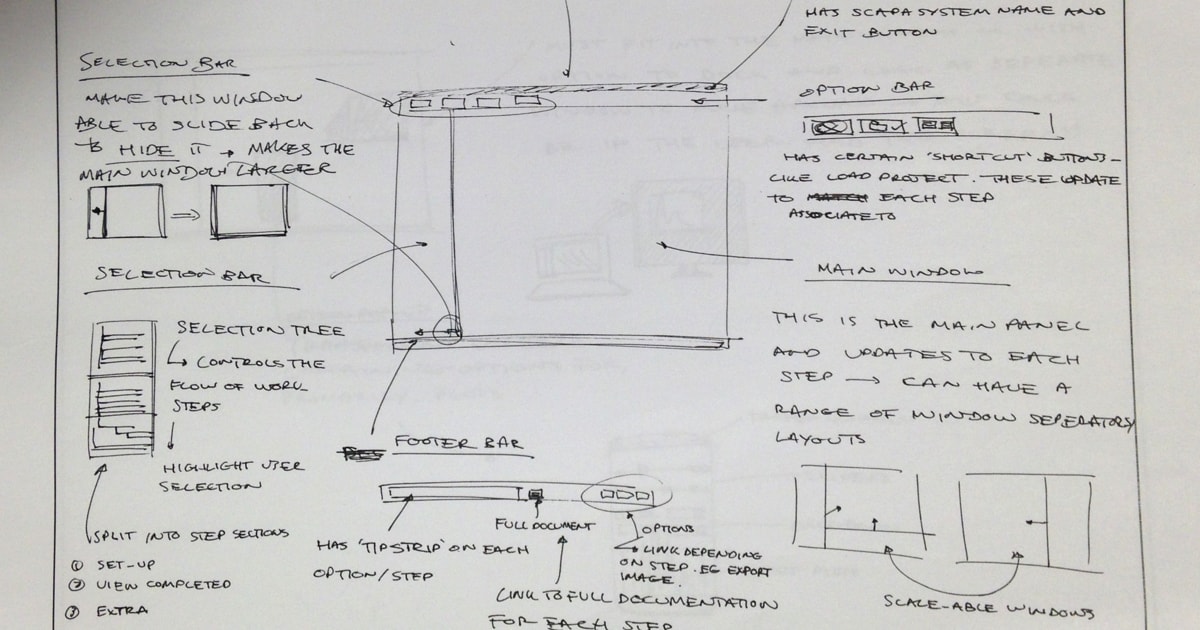 HAS SCAPA SYSTEM NAME AND
EXIT BUTTON
SELECTION BAR
MAKE THIS WINDOW
ABLE TO SLIDE BACK
TO HIDE IT → MAKES THE
MAIN WINDOW LARGER
OPTION BAR
HAS CERTAIN 'SHORTCUT' BUTTONS -
LIKE LOAD PROJECT. THESE UPDATE
TO EACH STEP
ASSOCIATE TO
SELECTION BAR
SELECTION TREE
↳ CONTROLS THE
FLOW OF WORK
STEPS
HIGHLIGHT USER
SELECTION
SPLIT INTO STEP SECTIONS
① SET-UP
② VIEW COMPLETED
③ EXTRA
MAIN WINDOW
THIS IS THE MAIN PANEL
AND UPDATES TO EACH
STEP → CAN HAVE A
RANGE OF WINDOW SEPERATORY
LAYOUTS
SCALE-ABLE WINDOWS
FOOTER BAR
HAS 'TIPSTRIP' ON EACH
OPTION/STEP
FULL DOCUMENT
LINK TO FULL DOCUMENTATION
FOR EACH STEP
OPTIONS
↳ LINK DEPENDING
ON STEP. EG EXPORT
IMAGE.